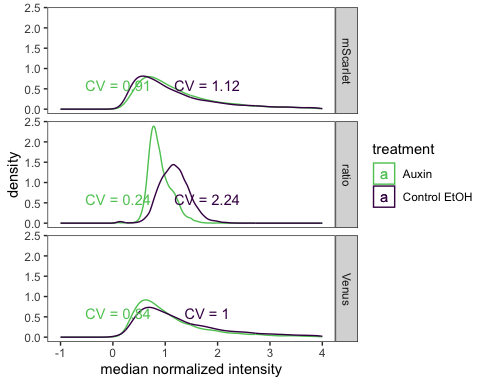 2.5
2.0
1.5
1.0
0.5
0.0
CV = 0.91 CV = 1.12
mScarlet
2.5
2.0
1.5
1.0
0.5
0.0
CV = 0.24 CV = 2.24
ratio
2.5
2.0
1.5
1.0
0.5
0.0
CV = 0.84 CV = 1
Venus
density
-1 0 1 2 3 4
median normalized intensity
treatment
a Auxin
a Control EtOH